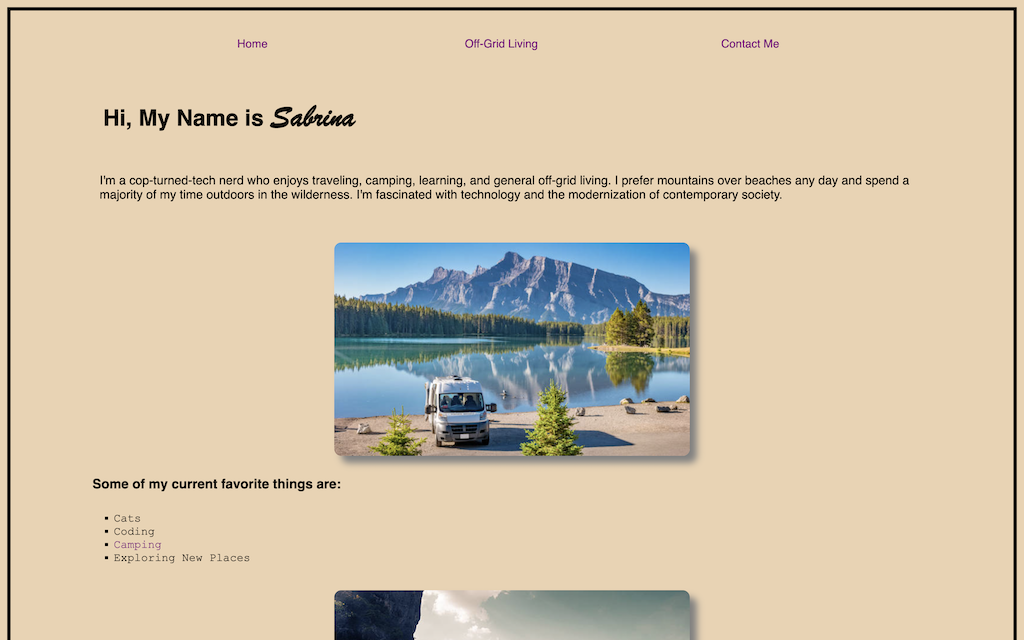 Home Off-Grid Living Contact Me
Hi, My Name is Sabrina
I'm a cop-turned-tech nerd who enjoys traveling, camping, learning, and general off-grid living. I prefer mountains over beaches any day and spend a
majority of my time outdoors in the wilderness. I'm fascinated with technology and the modernization of contemporary society.
Some of my current favorite things are:
Cats
Coding
Camping
Exploring New Places